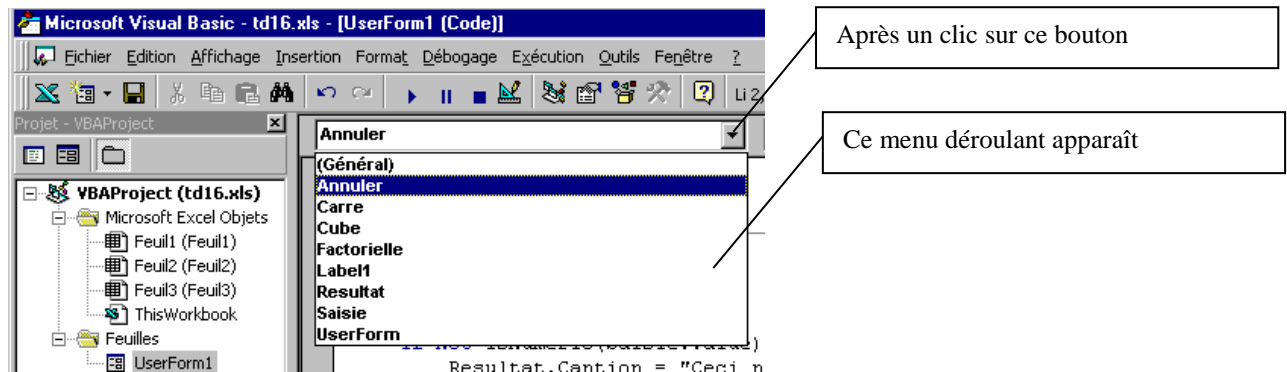 Microsoft Visual Basic - td16.xls - [UserForm1 (Code)]
Fichier Edition Affichage Insertion Format Débogage Exécution Outils Fenêtre ?
Li 2,
Projet - VBAProject
VBAProject (td16.xls)
Microsoft Excel Objets
Feuil1 (Feuil1)
Feuil2 (Feuil2)
Feuil3 (Feuil3)
ThisWorkbook
Feuilles
UserForm1
Annuler
(Général)
Annuler
Carre
Cube
Factorielle
Label1
Resultat
Saisie
UserForm
Resultat.Caption = "Ceci n
Après un clic sur ce bouton
Ce menu déroulant apparaît